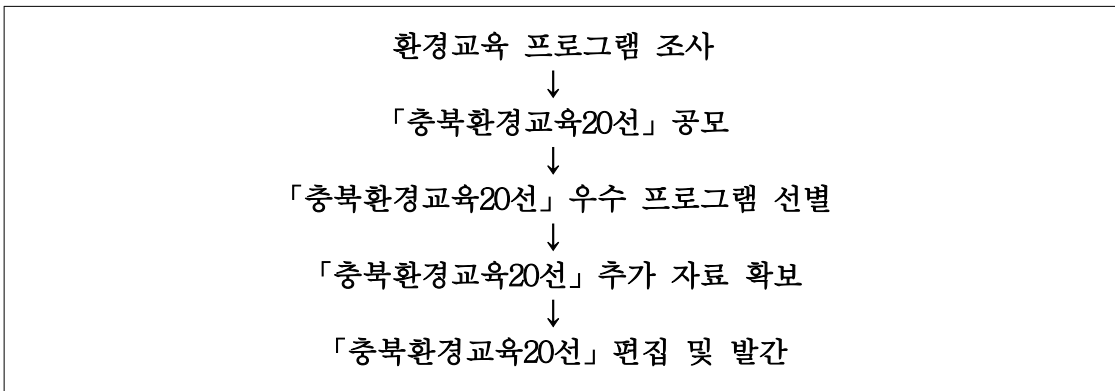 환경교육 프로그램 조사
↓
「충북환경교육20선」 공모
↓
「충북환경교육20선」 우수 프로그램 선별
↓
「충북환경교육20선」 추가 자료 확보
↓
「충북환경교육20선」 편집 및 발간